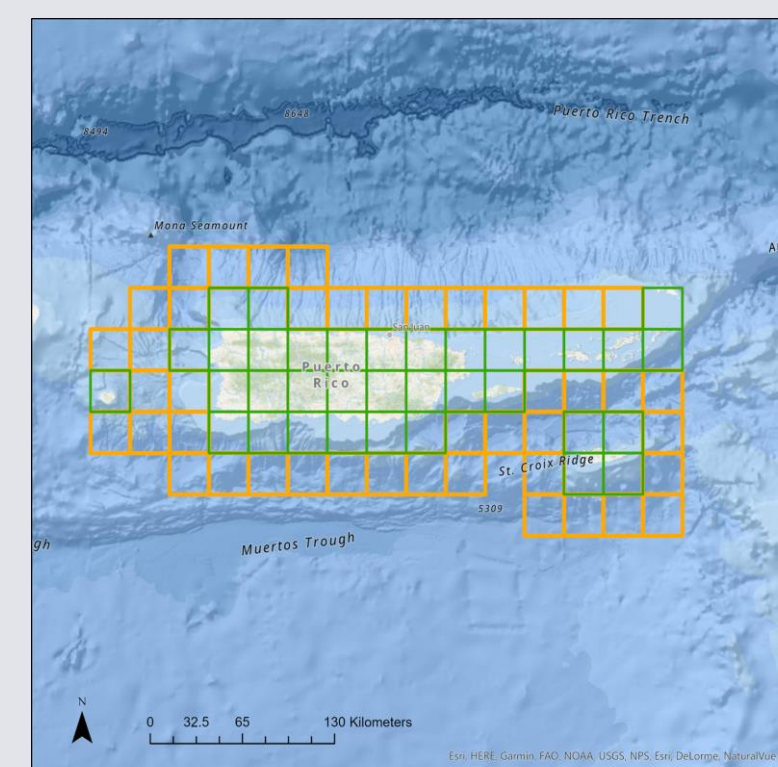 8648
Puerto Rico Trench
8494
Mona Seamount
San Juan
Puerto
Rico
St. Croix Ridge
5309
Muertos Trough
gh
N
0 32.5 65 130 Kilometers
Esri, HERE, Garmin, FAO, NOAA, USGS, NPS, Esri, DeLorme, NaturalVue